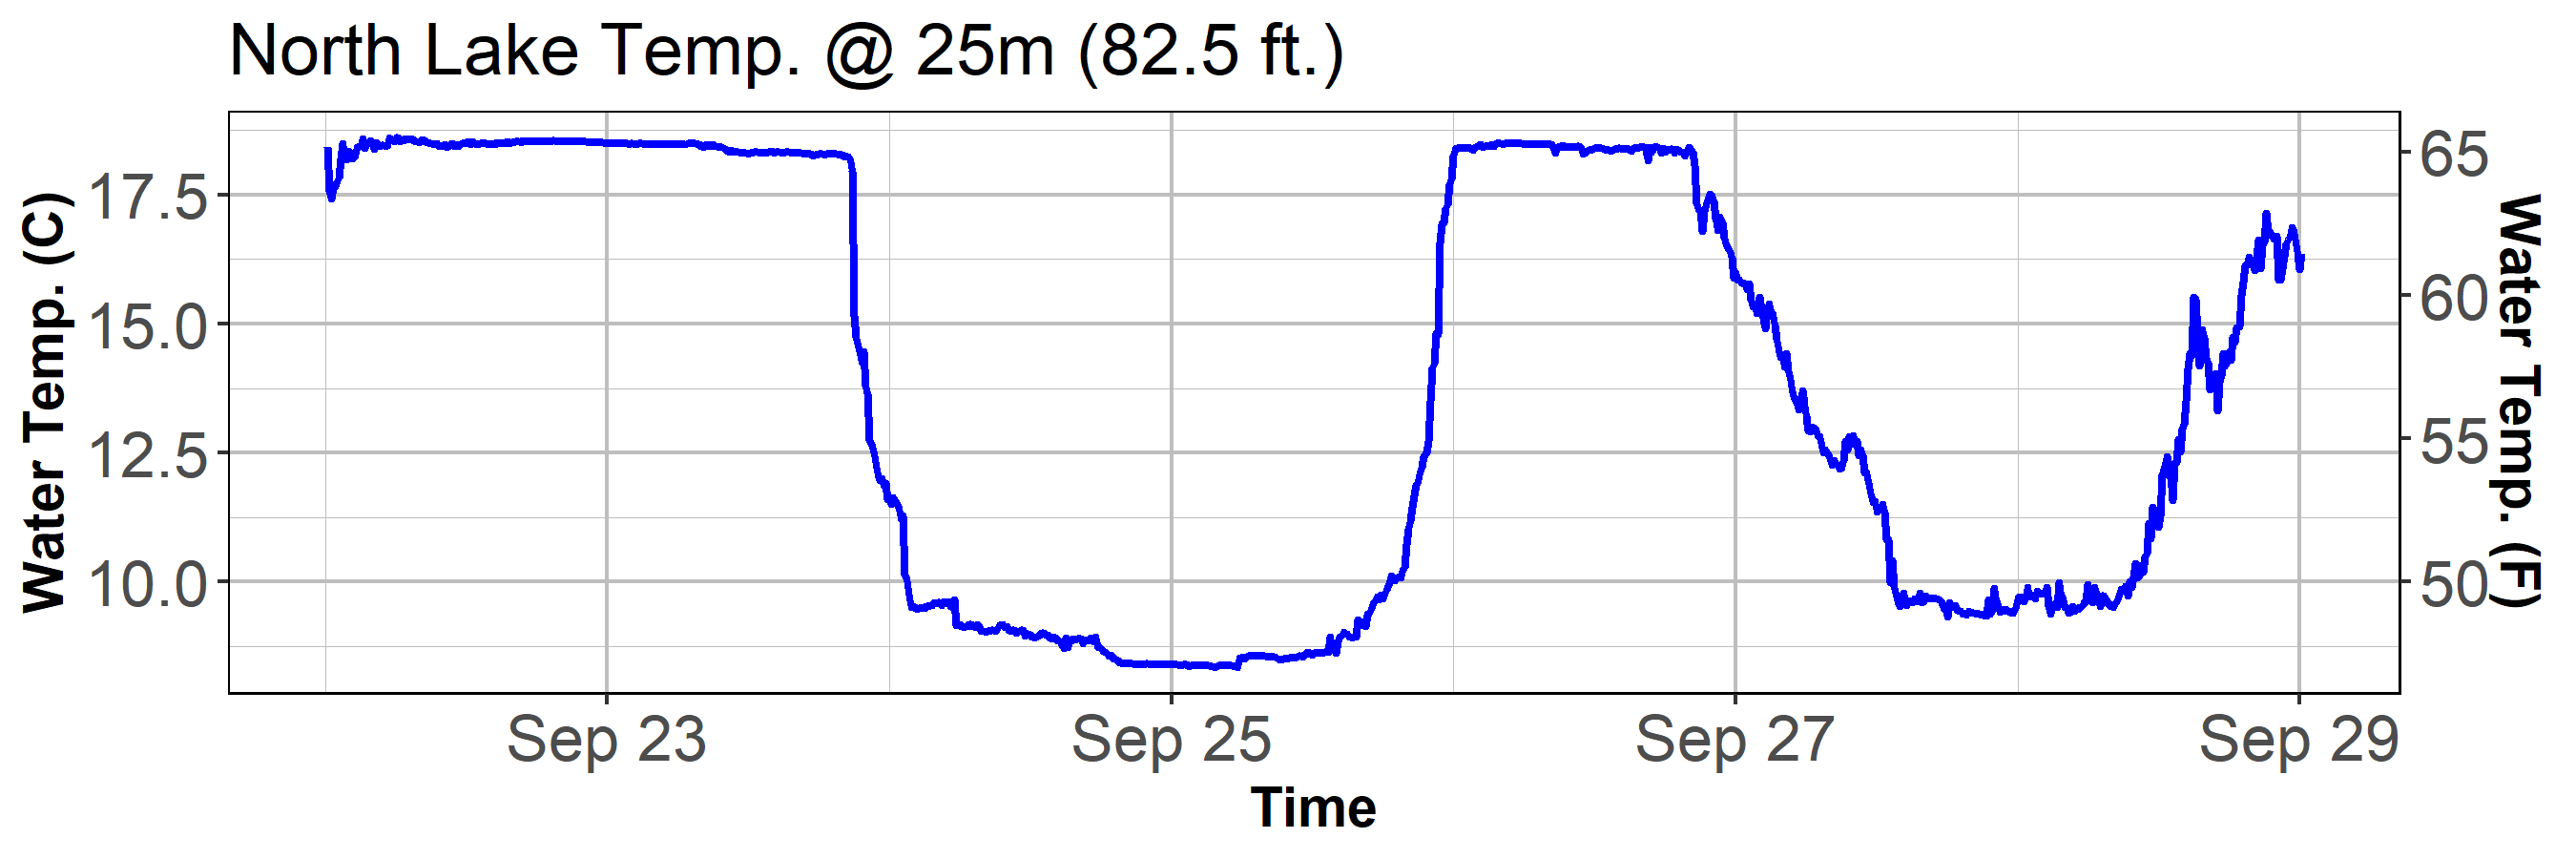 North Lake Temp. @ 25m (82.5 ft.)
Water Temp. (C)
17.5
15.0
12.5
10.0
65
60
55
50
Water Temp. (F)
Sep 23
Sep 25
Sep 27
Sep 29
Time